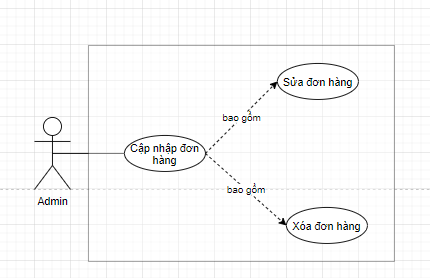 Sửa đơn hàng
bao gồm
Cập nhập đơn
hàng
bao gồm
Admin
Xóa đơn hàng